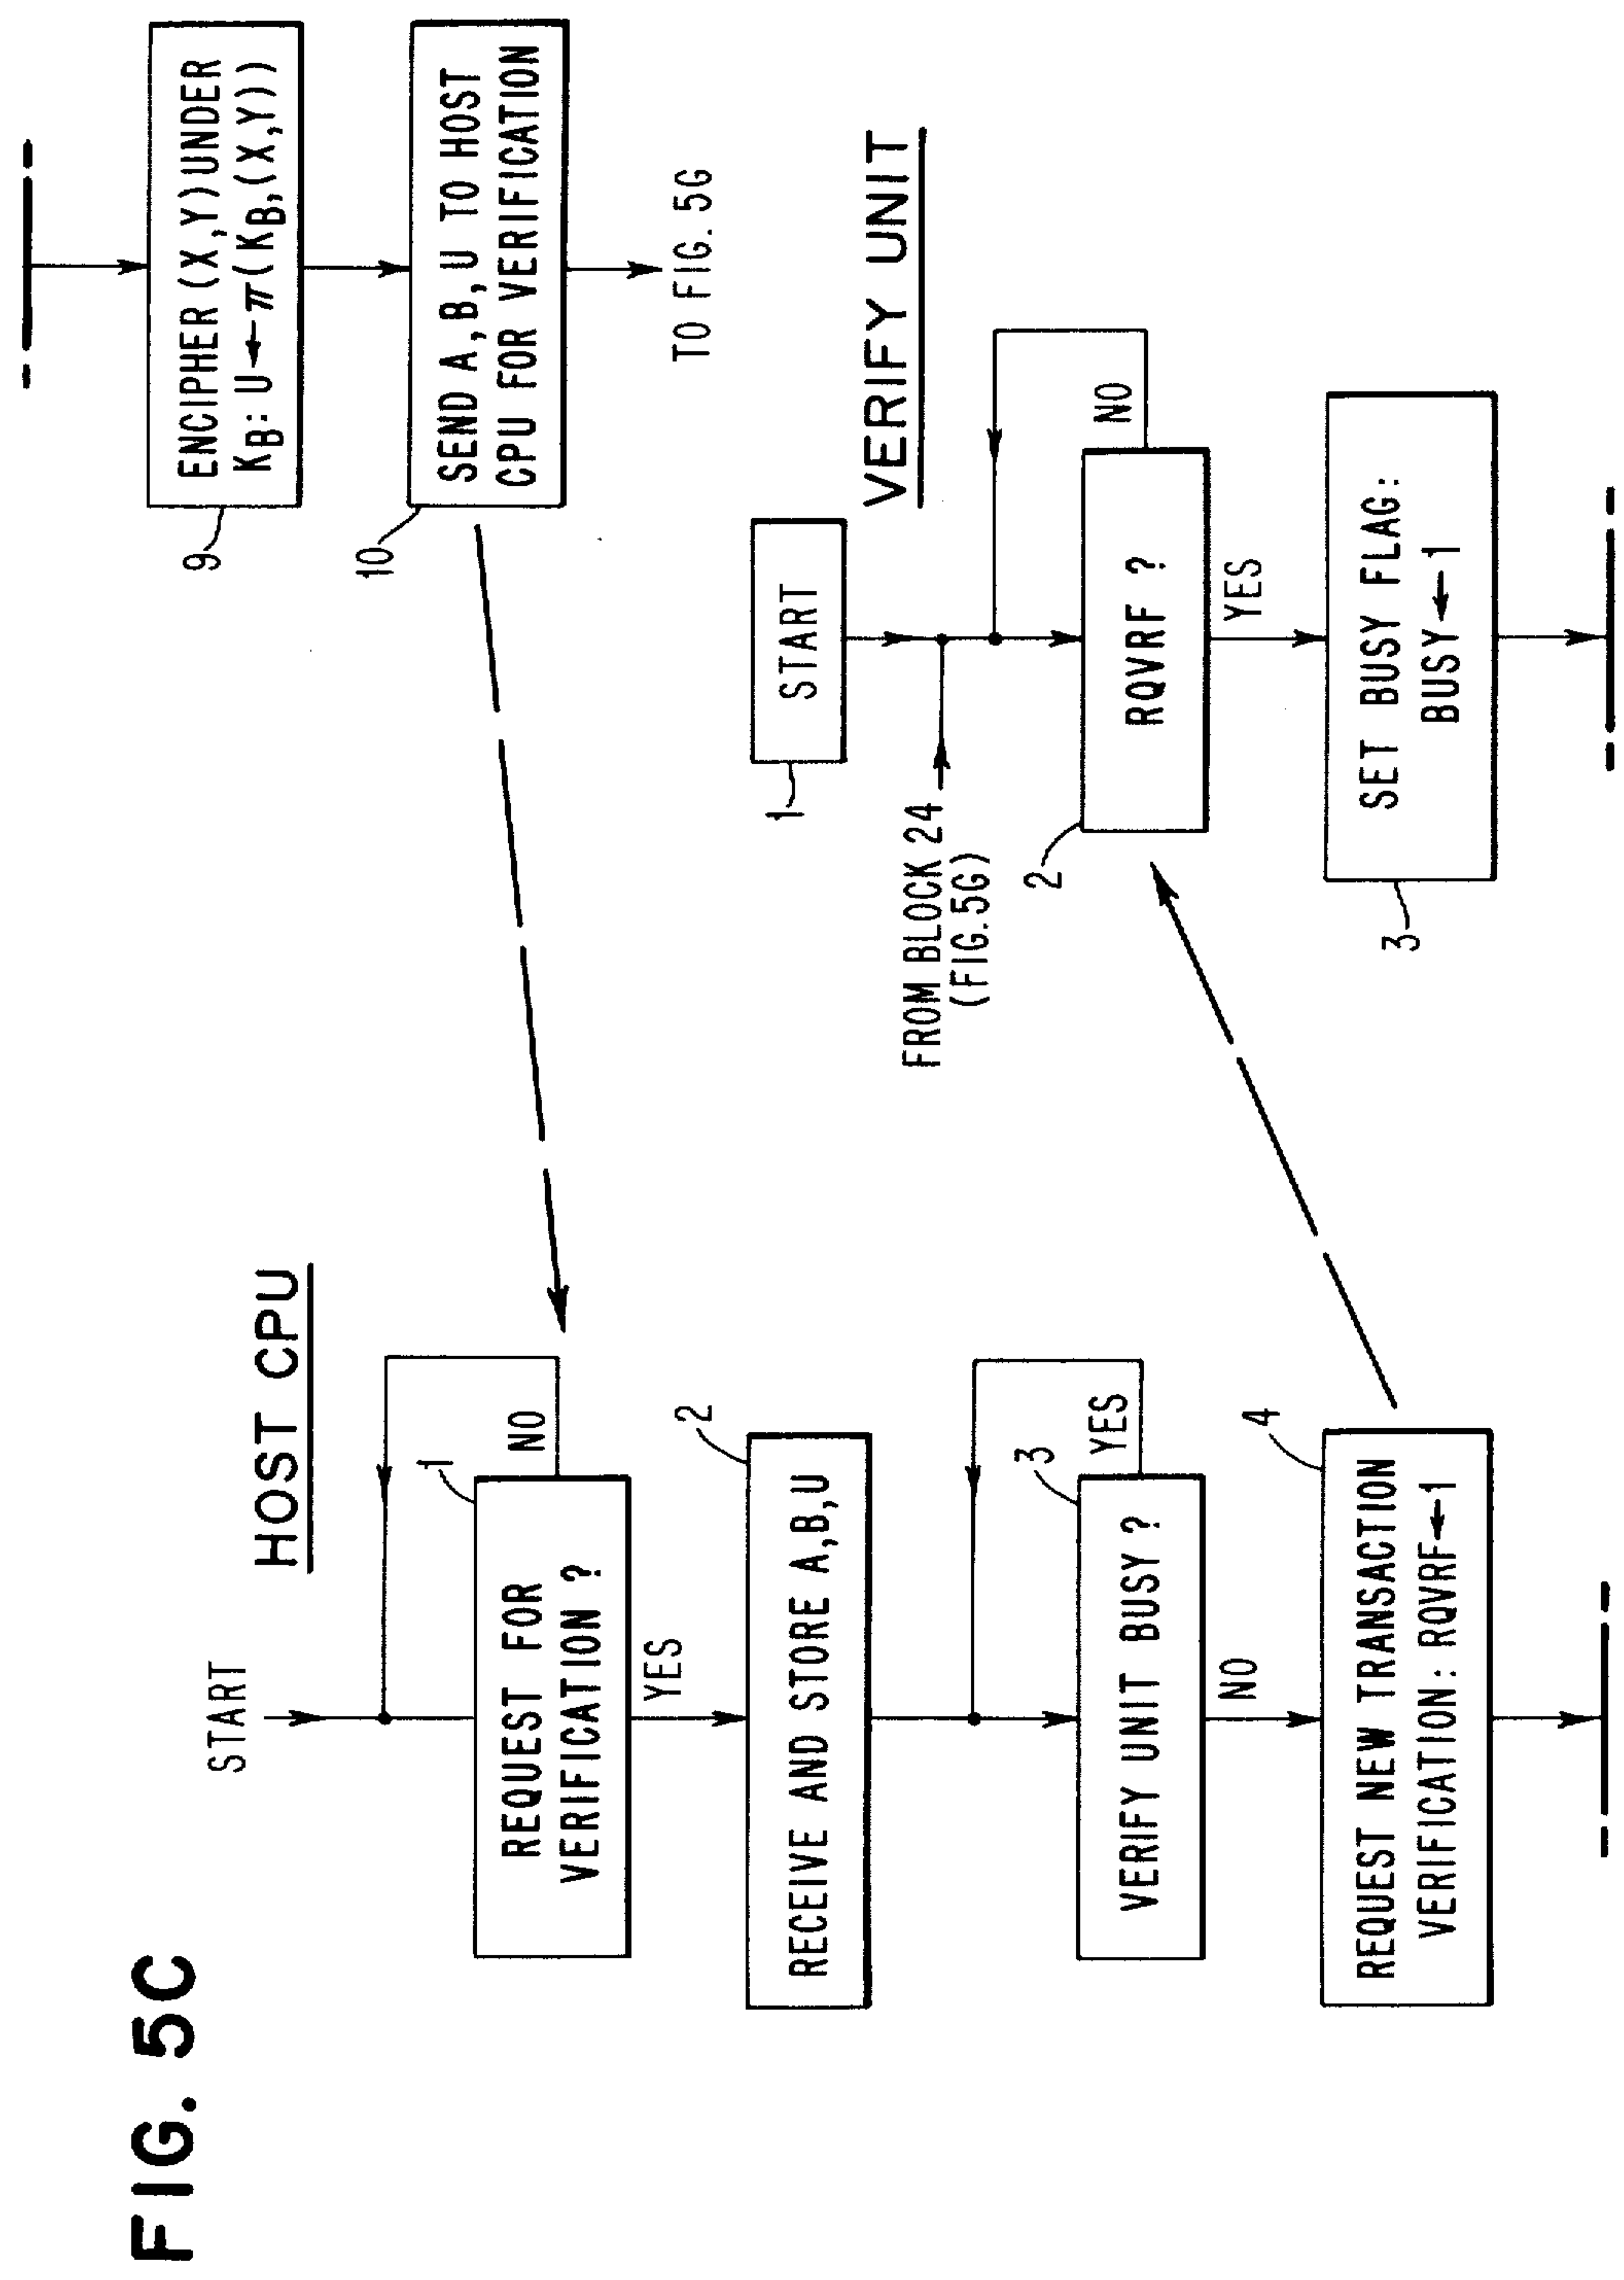 FIG. 5C
HOST CPU
START
1
REQUEST FOR
VERIFICATION ?
NO
YES
2
RECEIVE AND STORE A,B,U
3
VERIFY UNIT BUSY ?
YES
NO
4
REQUEST NEW TRANSACTION
VERIFICATION: RQVRF←1
9
ENCIPHER (X,Y) UNDER
KB: U←π(KB,(X,Y))
10
SEND A,B,U TO HOST
CPU FOR VERIFICATION
TO FIG. 5G
VERIFY UNIT
1
START
FROM BLOCK 24
(FIG. 5G)
2
RQVRF ?
NO
YES
3
SET BUSY FLAG:
BUSY←1